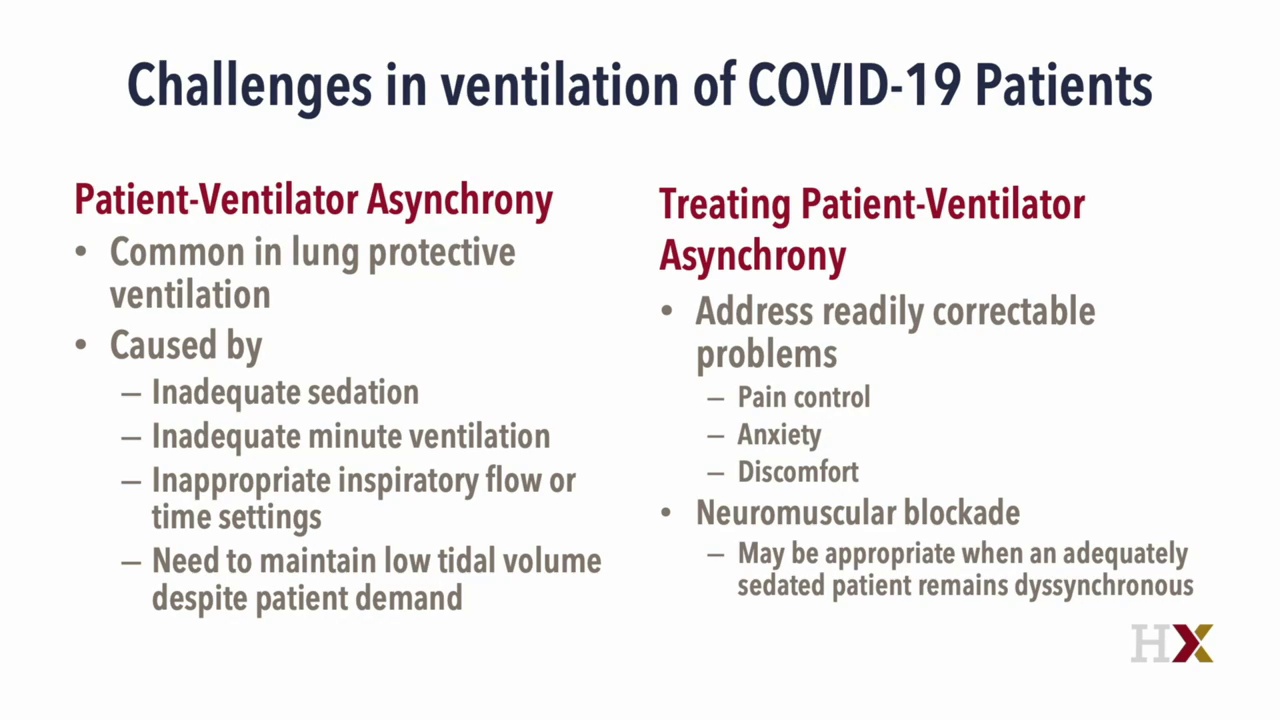 Challenges in ventilation of COVID-19 Patients
Patient-Ventilator Asynchrony
• Common in lung protective
ventilation
• Caused by
– Inadequate sedation
– Inadequate minute ventilation
– Inappropriate inspiratory flow or
time settings
– Need to maintain low tidal volume
despite patient demand
Treating Patient-Ventilator
Asynchrony
• Address readily correctable
problems
– Pain control
– Anxiety
– Discomfort
• Neuromuscular blockade
– May be appropriate when an adequately
sedated patient remains dyssynchronous
HX